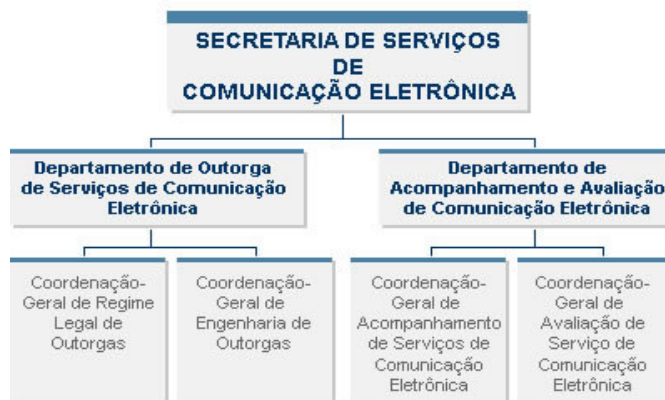 SECRETARIA DE SERVIÇOS
DE
COMUNICAÇÃO ELETRÔNICA
Departamento de Outorga
de Serviços de Comunicação
Eletrônica
Departamento de
Acompanhamento e Avaliação
de Comunicação Eletrônica
Coordenação-
Geral de Regime
Legal de
Outorgas
Coordenação-
Geral de
Engenharia de
Outorgas
Coordenação-
Geral de
Acompanhamento
de Serviços de
Comunicação
Eletrônica
Coordenação-
Geral de
Avaliação de
Serviço de
Comunicação
Eletrônica